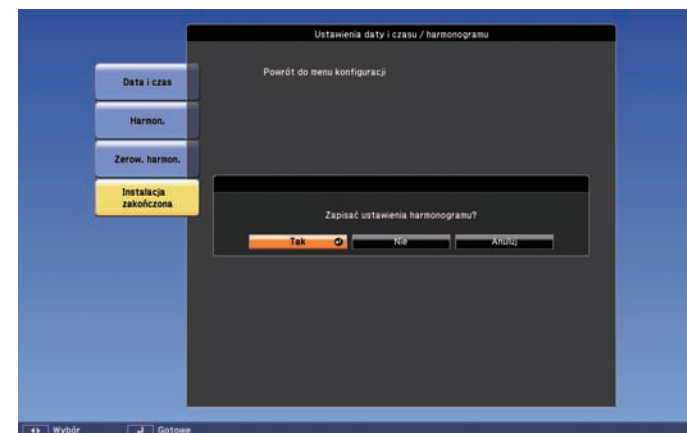 Ustawienia daty i czasu / harmonogramu
Powrót do menu konfiguracji
Data i czas
Harmon.
Zerow. harmon.
Instalacja
zakończona
Zapisać ustawienia harmonogramu?
Tak Nie Anuluj
Wybór Gotowe